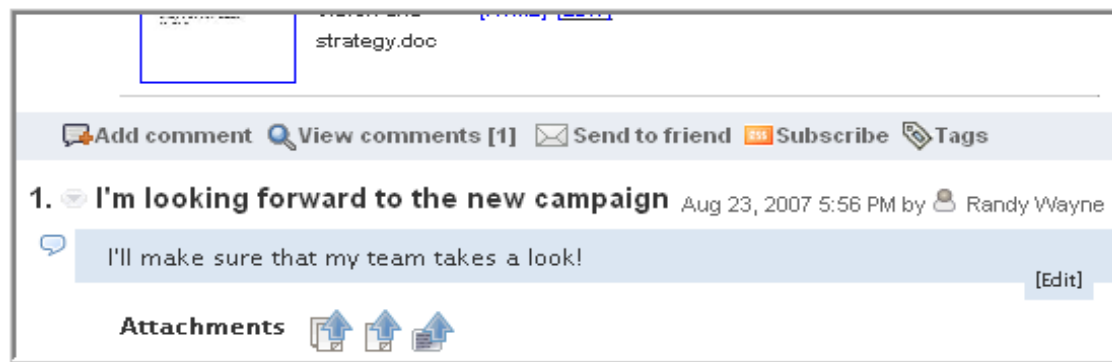 strategy.doc
Add comment View comments [1] Send to friend Subscribe Tags
1. I'm looking forward to the new campaign Aug 23, 2007 5:56 PM by Randy Wayne
I'll make sure that my team takes a look!
[Edit]
Attachments